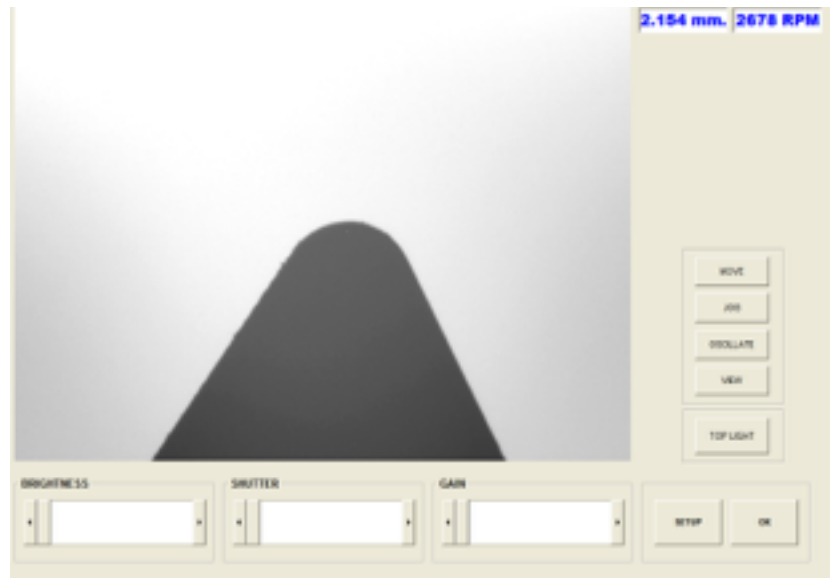 2.154 mm. 2678 RPM
MOVE
JOG
OSCILLATE
VIEW
TOP LIGHT
BRIGHTNESS SHUTTER GAIN
SETUP OK